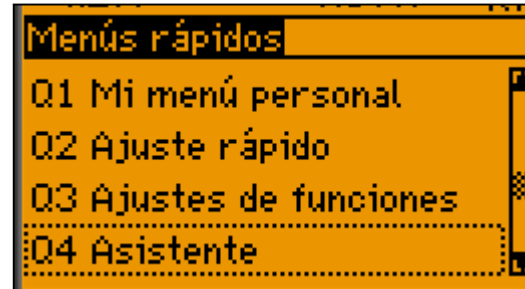 Menús rápidos
Q1 Mi menú personal
Q2 Ajuste rápido
Q3 Ajustes de funciones
Q4 Asistente